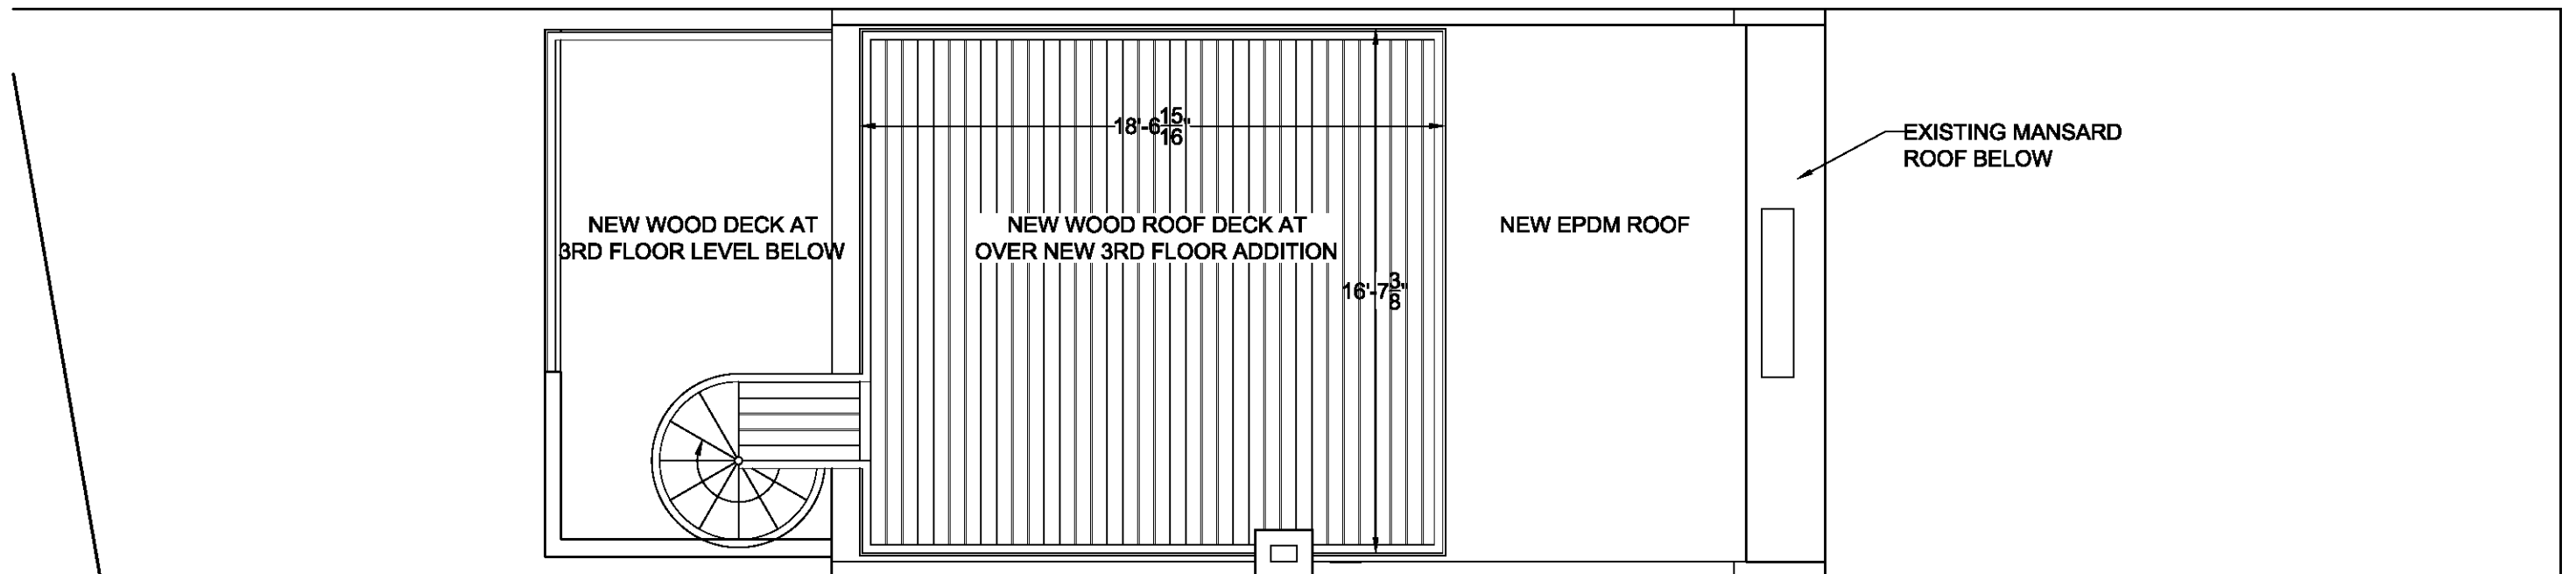 18'-6 15/16"
EXISTING MANSARD
ROOF BELOW
NEW WOOD DECK AT
3RD FLOOR LEVEL BELOW
NEW WOOD ROOF DECK AT
OVER NEW 3RD FLOOR ADDITION
NEW EPDM ROOF
16'-7 3/8"